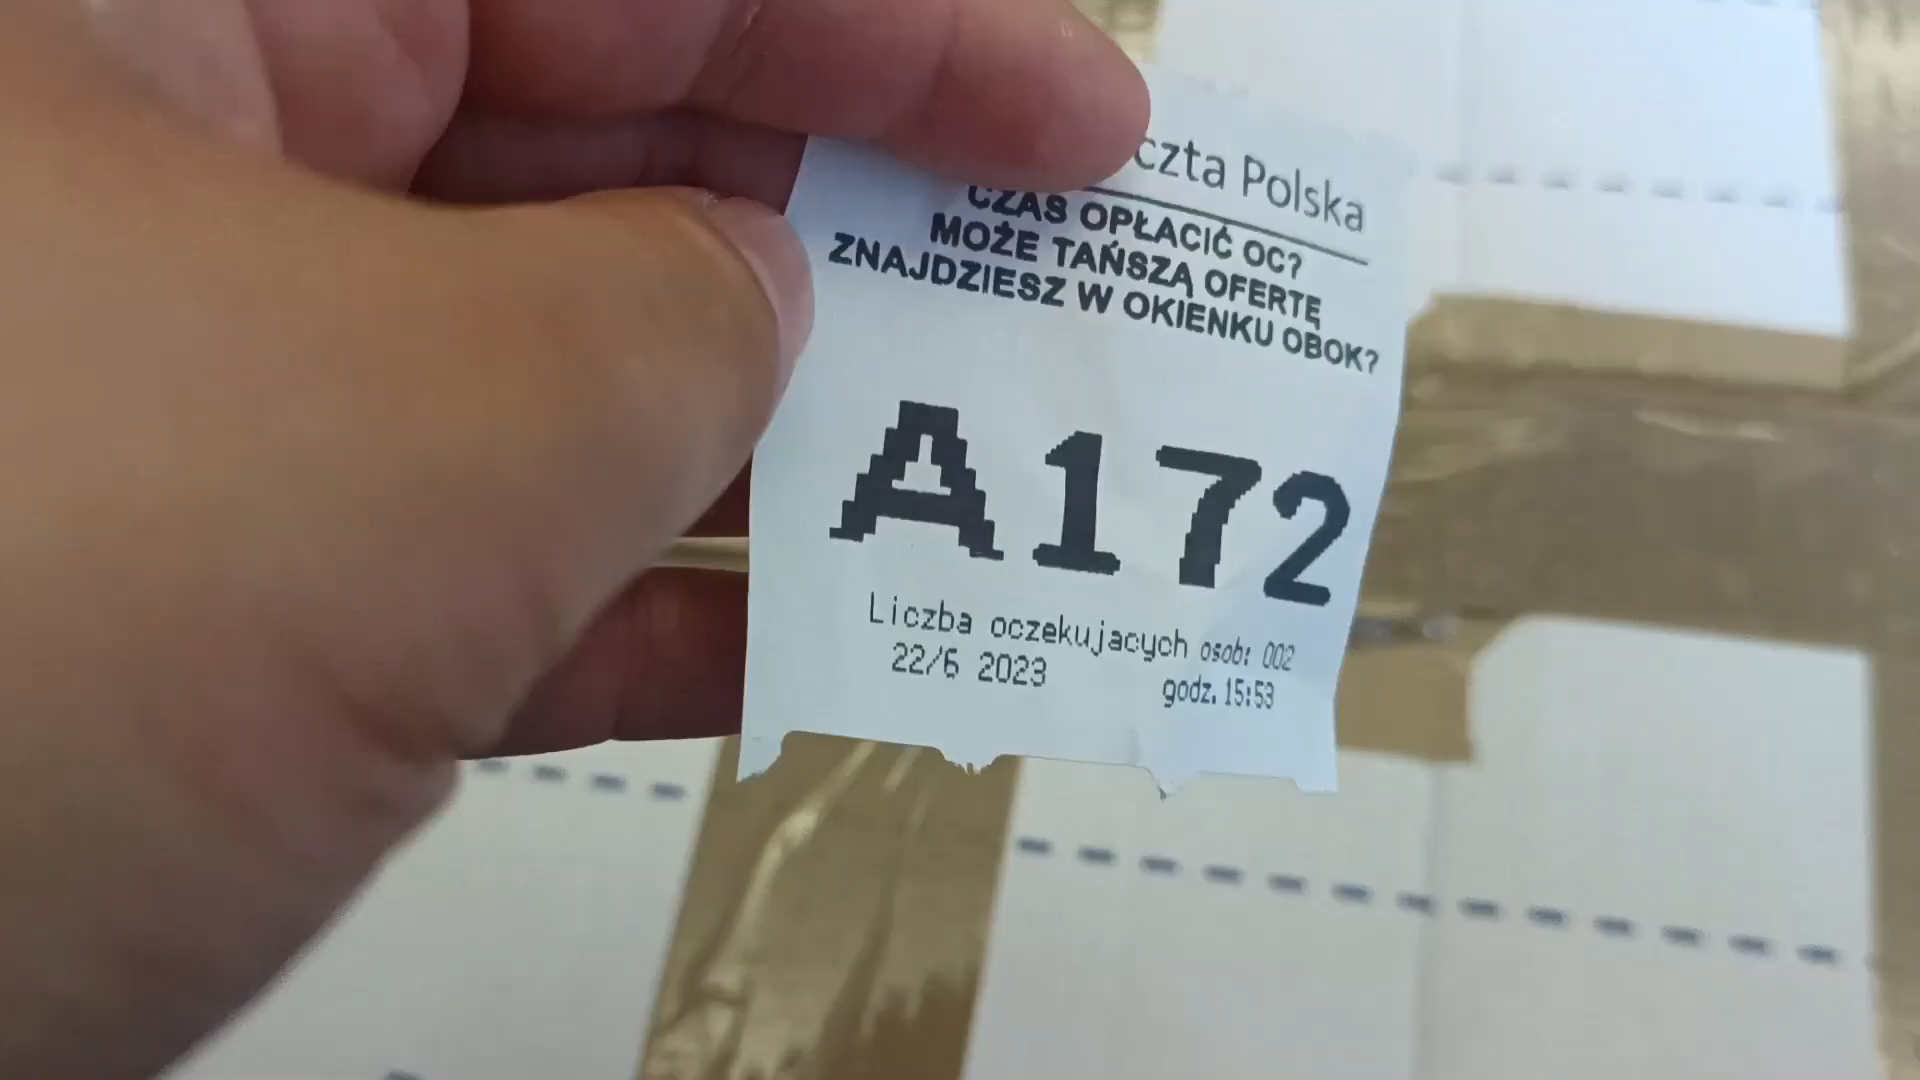 czta Polska
CZAS OPŁACIĆ OC?
MOŻE TAŃSZĄ OFERTĘ
ZNAJDZIESZ W OKIENKU OBOK?
A172
Liczba oczekujacych osob: 002
22/6 2023 godz. 15:53